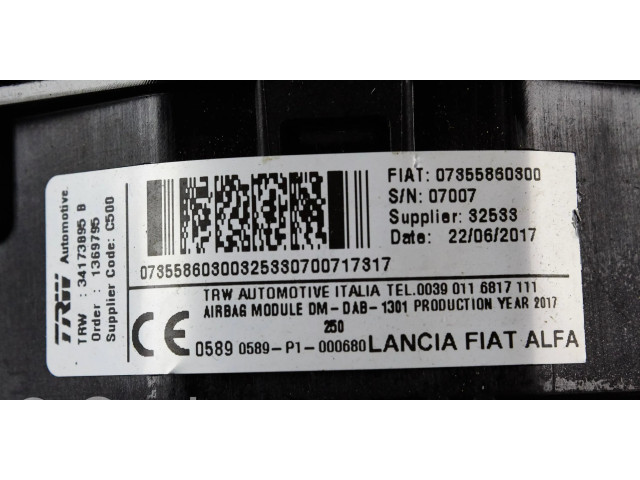 TRW Automotive.
TRW : 34173895 B
Order : 1369795
Supplier Code: C500
FIAT: 07355860300
S/N: 07007
Supplier: 32533
Date: 22/06/2017
07355860300325330700717317
TRW AUTOMOTIVE ITALIA TEL.0039 011 6817 111
AIRBAG MODULE DM-DAB-1301 PRODUCTION YEAR 2017
250
CE 0589 0589-P1-000680 LANCIA FIAT ALFA